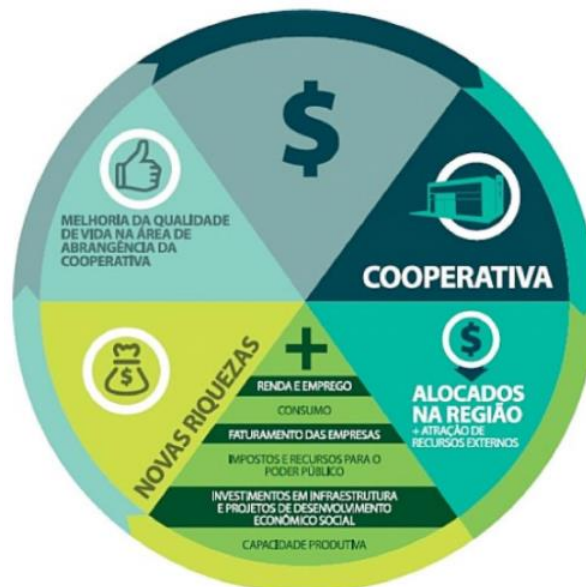 $
MELHORIA DA QUALIDADE
DE VIDA NA ÁREA DE
ABRANGÊNCIA DA
COOPERATIVA
COOPERATIVA
$
ALOCADOS
NA REGIÃO
+ ATRAÇÃO DE
RECURSOS EXTERNOS
+
RENDA E EMPREGO
CONSUMO
FATURAMENTO DAS EMPRESAS
IMPOSTOS E RECURSOS PARA O
PODER PÚBLICO
INVESTIMENTOS EM INFRAESTRUTURA
E PROJETOS DE DESENVOLVIMENTO
ECONÔMICO SOCIAL
CAPACIDADE PRODUTIVA
NOVAS RIQUEZAS
$